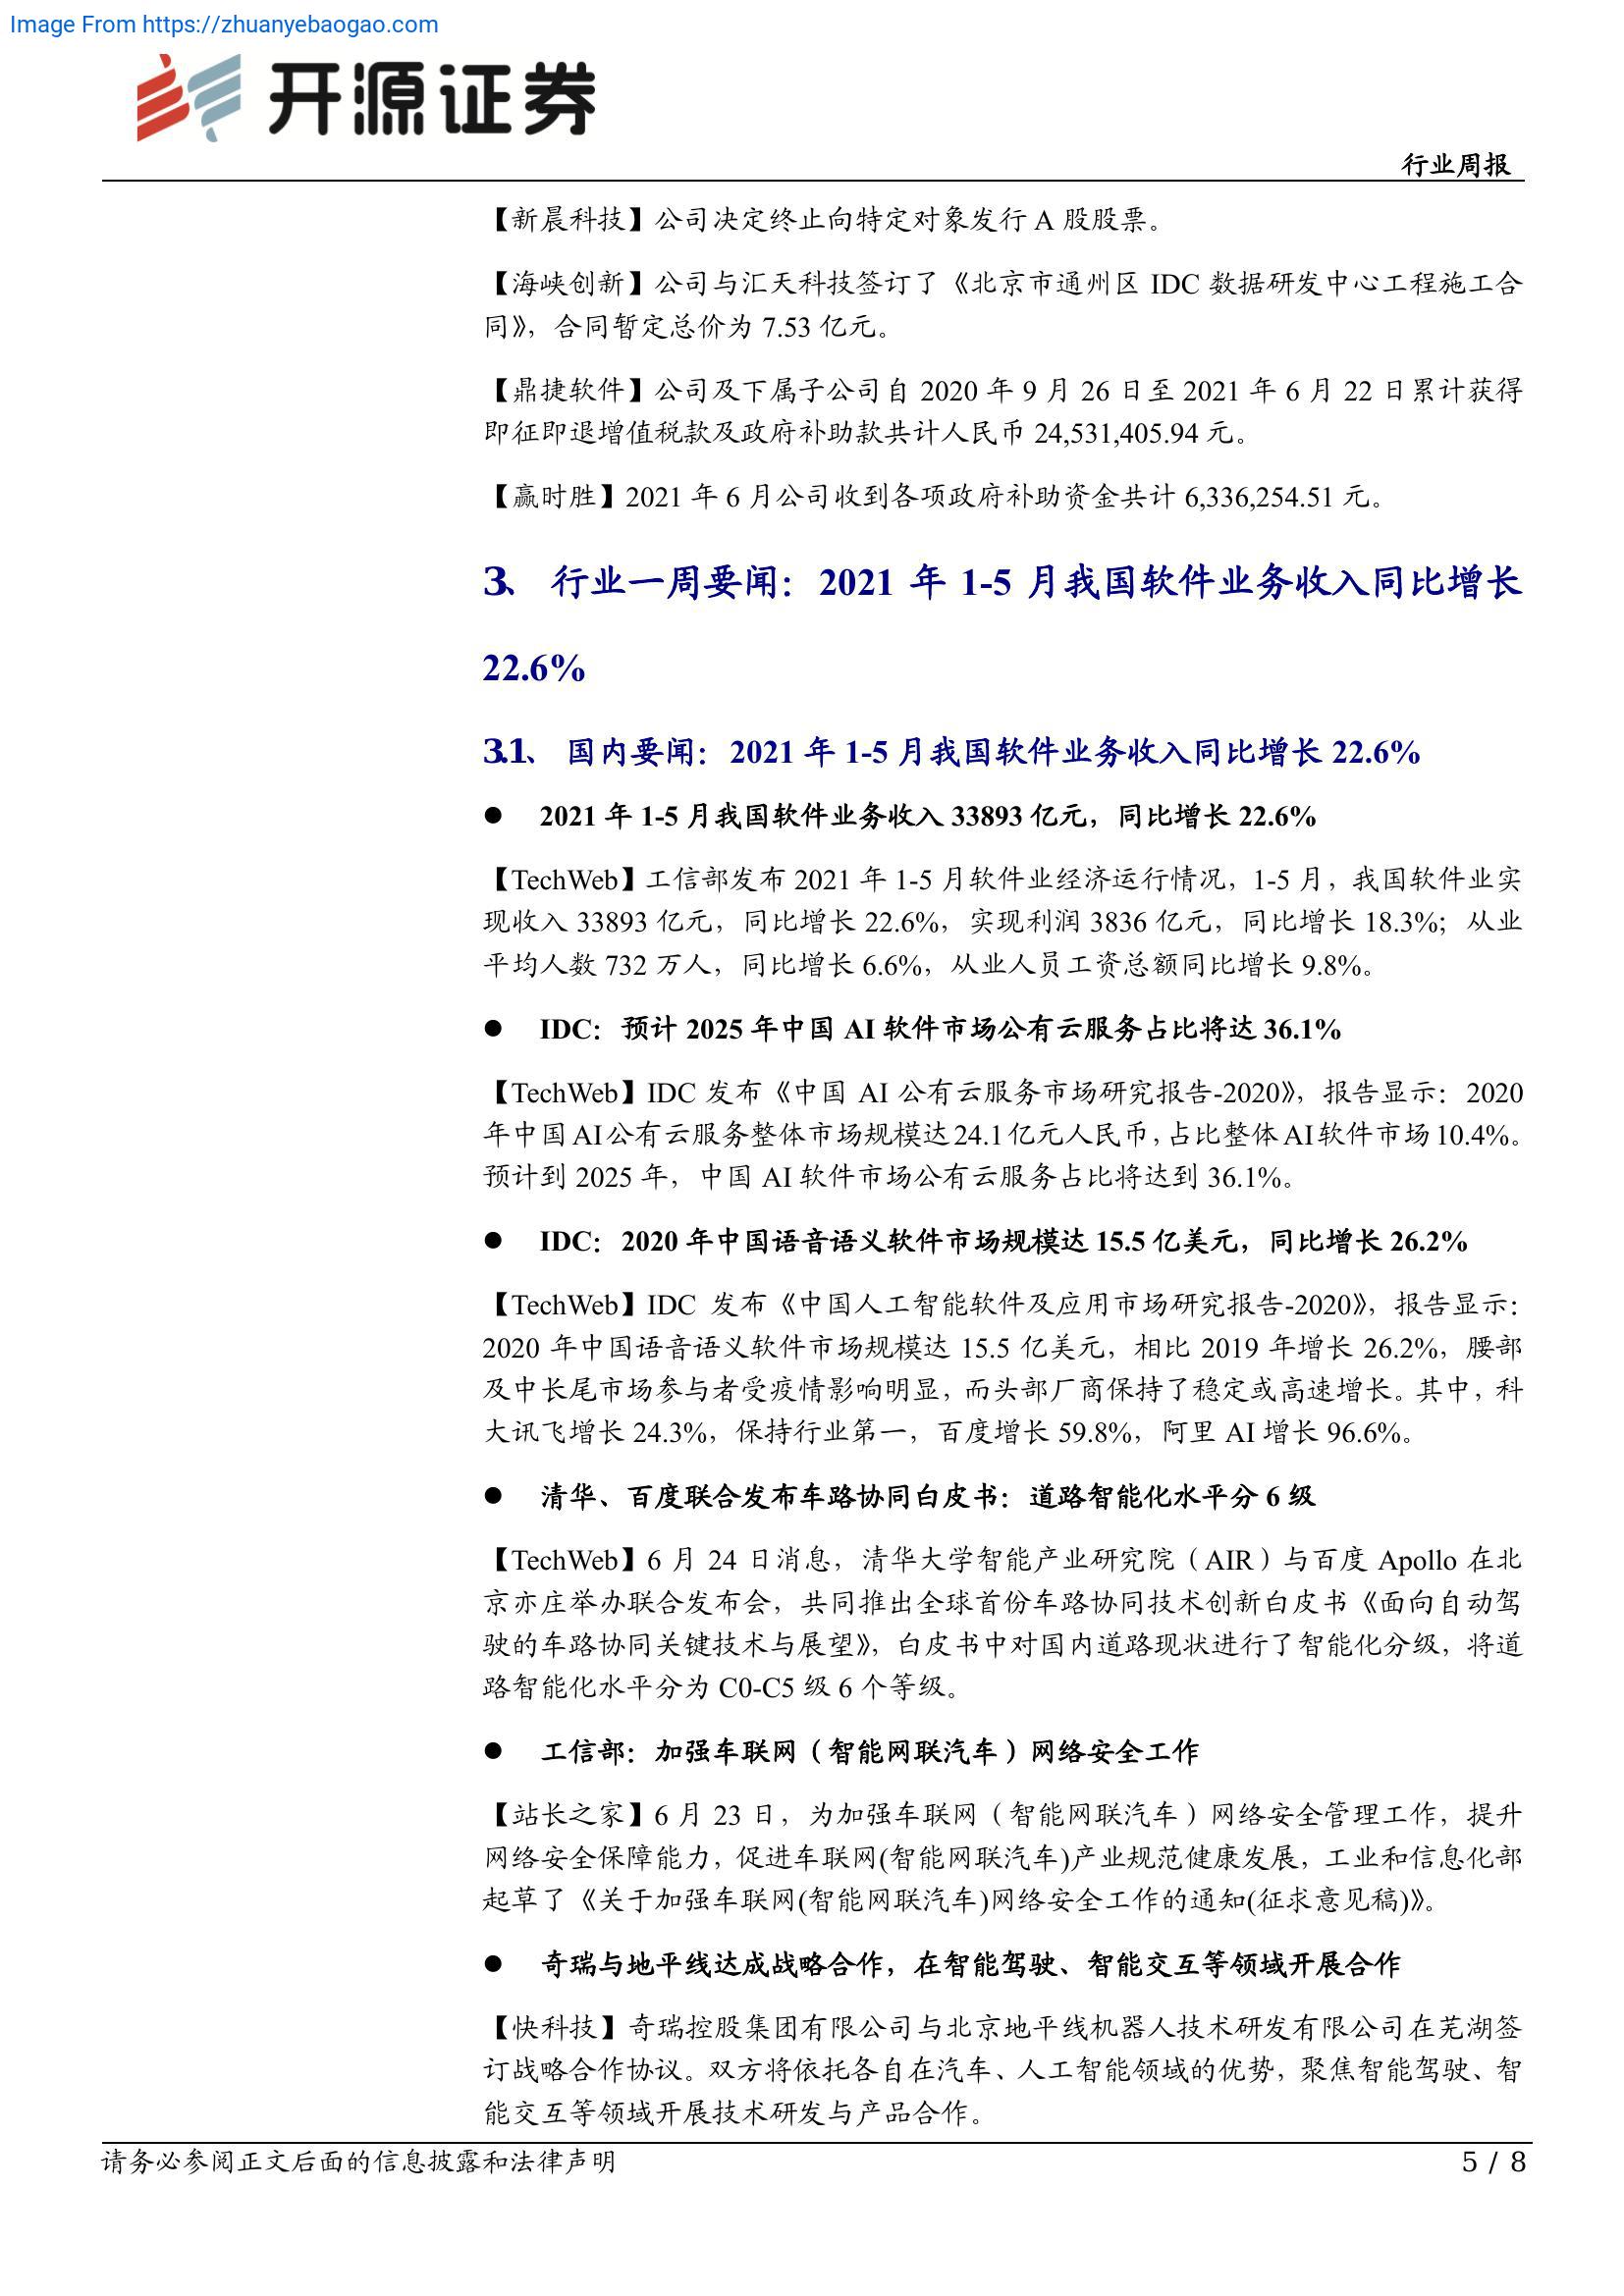 Image From https://zhuanyebaogao.com
开源证券
行业周报
【新晨科技】公司决定终止向特定对象发行 A 股股票。
【海峡创新】公司与汇天科技签订了《北京市通州区 IDC 数据研发中心工程施工合
同》，合同暂定总价为 7.53 亿元。
【鼎捷软件】公司及下属子公司自 2020 年 9 月 26 日至 2021 年 6 月 22 日累计获得
即征即退增值税款及政府补助款共计人民币 24,531,405.94 元。
【赢时胜】2021 年 6 月公司收到各项政府补助资金共计 6,336,254.51 元。
3、 行业一周要闻：2021 年 1-5 月我国软件业务收入同比增长
22.6%
3.1、 国内要闻：2021 年 1-5 月我国软件业务收入同比增长 22.6%
● 2021 年 1-5 月我国软件业务收入 33893 亿元，同比增长 22.6%
【TechWeb】工信部发布 2021 年 1-5 月软件业经济运行情况，1-5 月，我国软件业实
现收入 33893 亿元，同比增长 22.6%，实现利润 3836 亿元，同比增长 18.3%；从业
平均人数 732 万人，同比增长 6.6%，从业人员工资总额同比增长 9.8%。
● IDC：预计 2025 年中国 AI 软件市场公有云服务占比将达 36.1%
【TechWeb】IDC 发布《中国 AI 公有云服务市场研究报告-2020》，报告显示：2020
年中国AI公有云服务整体市场规模达24.1亿元人民币，占比整体AI软件市场10.4%。
预计到 2025 年，中国 AI 软件市场公有云服务占比将达到 36.1%。
● IDC：2020 年中国语音语义软件市场规模达 15.5 亿美元，同比增长 26.2%
【TechWeb】IDC 发布《中国人工智能软件及应用市场研究报告-2020》，报告显示：
2020 年中国语音语义软件市场规模达 15.5 亿美元，相比 2019 年增长 26.2%，腰部
及中长尾市场参与者受疫情影响明显，而头部厂商保持了稳定或高速增长。其中，科
大讯飞增长 24.3%，保持行业第一，百度增长 59.8%，阿里 AI 增长 96.6%。
● 清华、百度联合发布车路协同白皮书：道路智能化水平分 6 级
【TechWeb】6 月 24 日消息，清华大学智能产业研究院（AIR）与百度 Apollo 在北
京亦庄举办联合发布会，共同推出全球首份车路协同技术创新白皮书《面向自动驾
驶的车路协同关键技术与展望》，白皮书中对国内道路现状进行了智能化分级，将道
路智能化水平分为 C0-C5 级 6 个等级。
● 工信部：加强车联网（智能网联汽车）网络安全工作
【站长之家】6 月 23 日，为加强车联网（智能网联汽车）网络安全管理工作，提升
网络安全保障能力，促进车联网(智能网联汽车)产业规范健康发展，工业和信息化部
起草了《关于加强车联网(智能网联汽车)网络安全工作的通知(征求意见稿)》。
● 奇瑞与地平线达成战略合作，在智能驾驶、智能交互等领域开展合作
【快科技】奇瑞控股集团有限公司与北京地平线机器人技术研发有限公司在芜湖签
订战略合作协议。双方将依托各自在汽车、人工智能领域的优势，聚焦智能驾驶、智
能交互等领域开展技术研发与产品合作。
请务必参阅正文后面的信息披露和法律声明
5 / 8